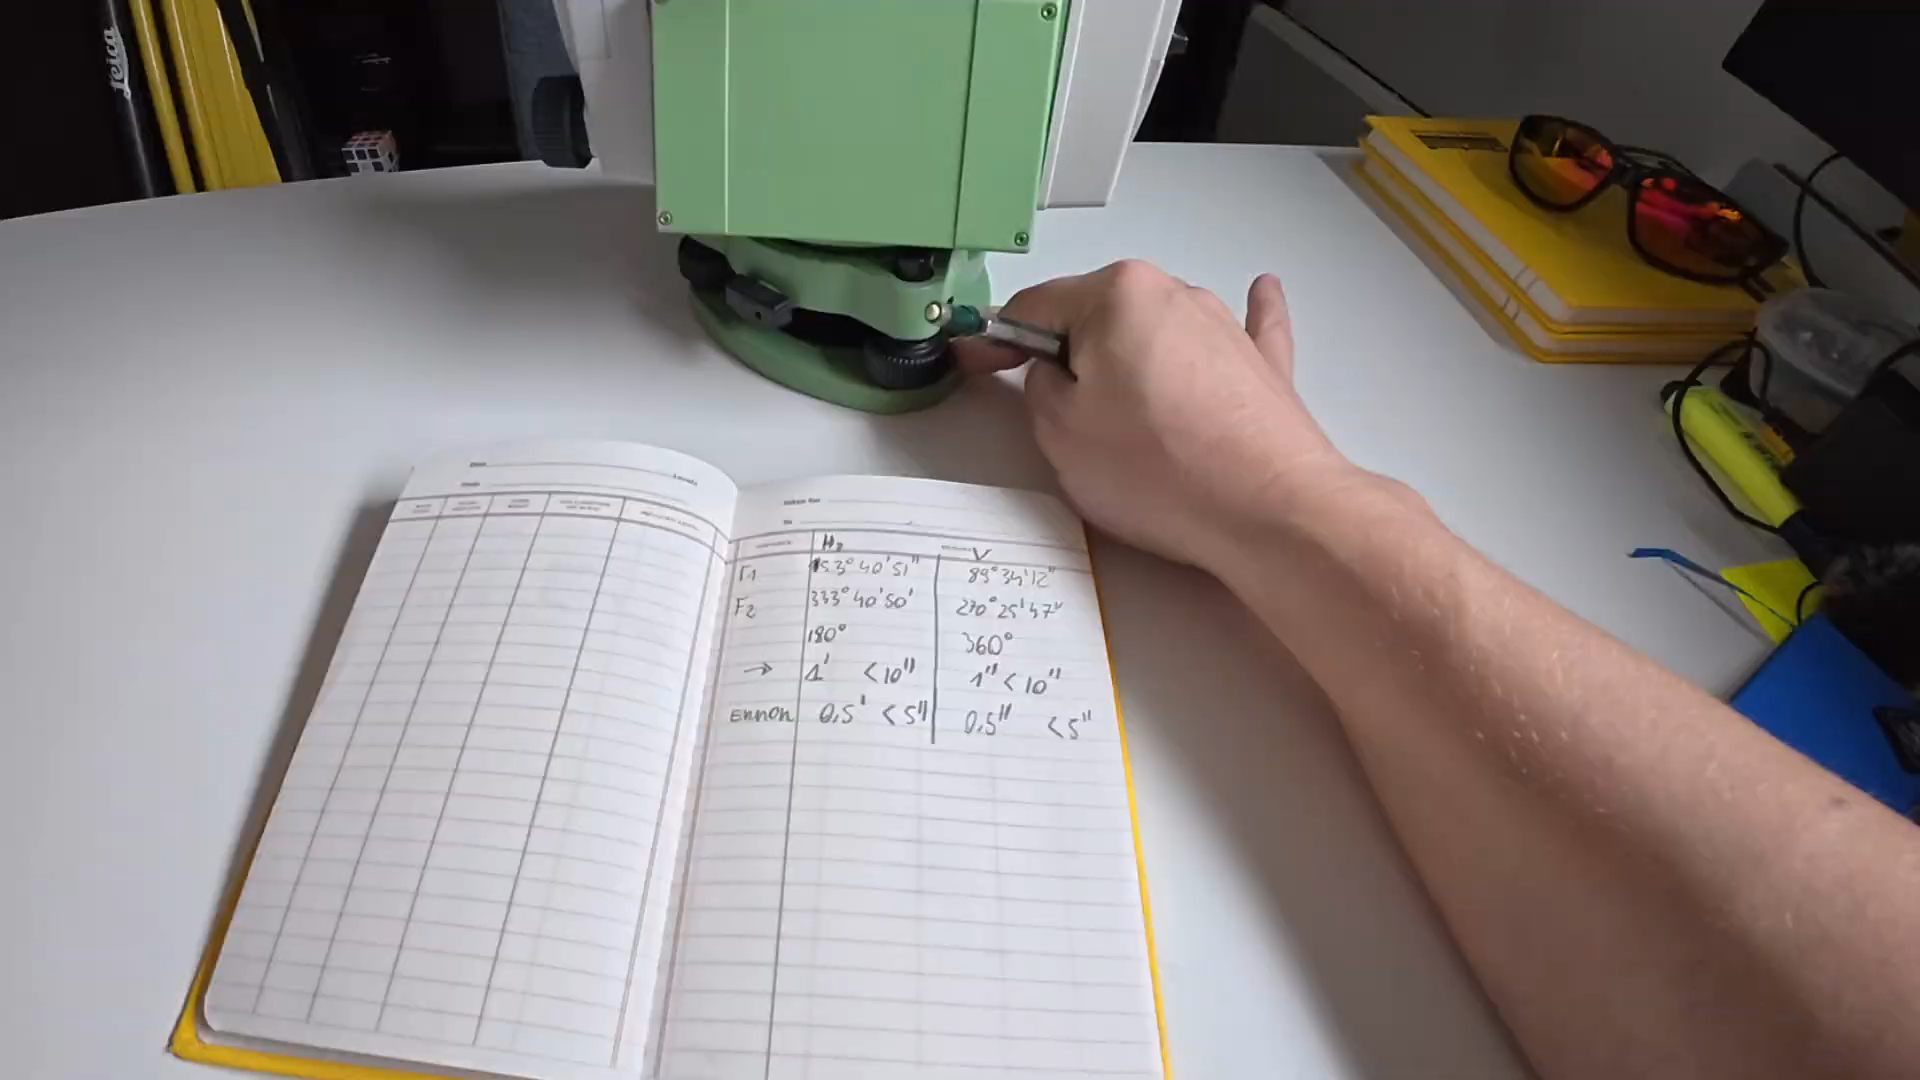 Leica
Hz V
F1 153°40'51" 89°34'12"
F2 333°40'50' 270°25'47"
180° 360°
→ 1' <10" 1" < 10"
ERROR 0,5' <5" 0,5" <5"